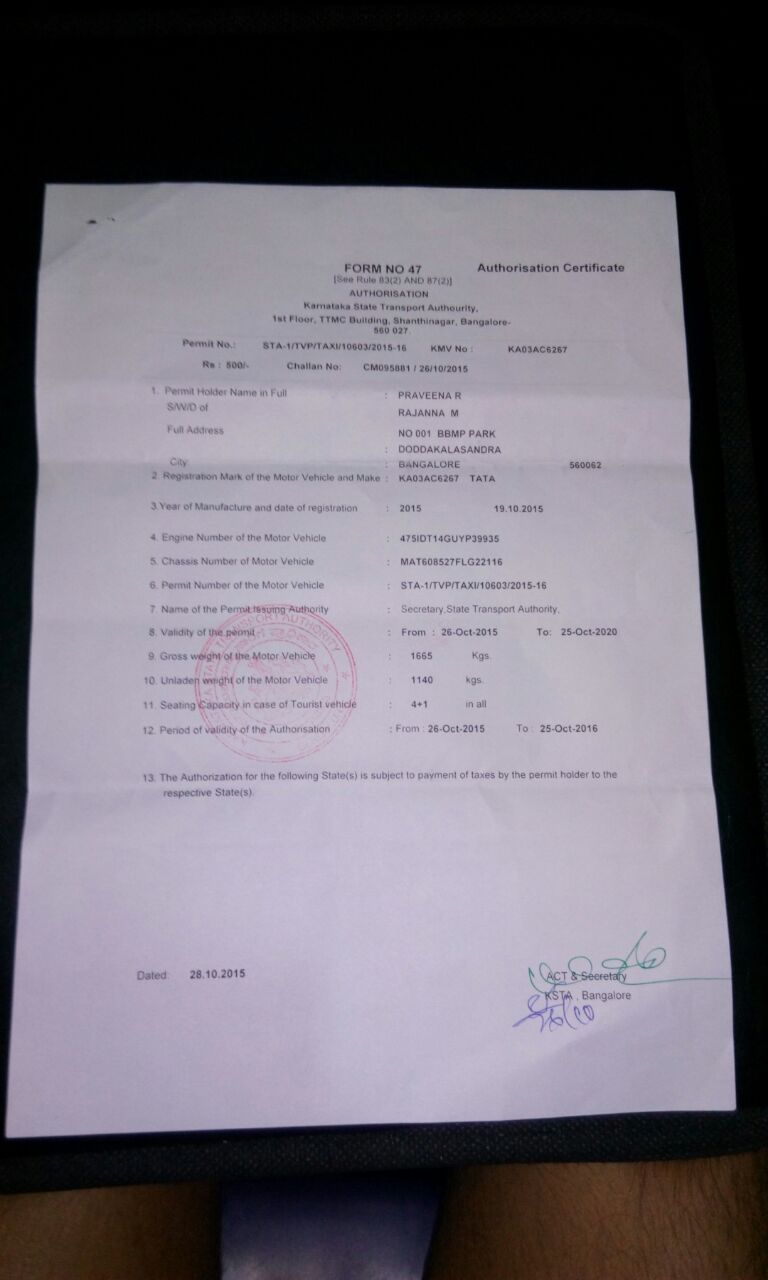 FORM NO 47 Authorisation Certificate
[See Rule 83(2) AND 87(2)]
AUTHORISATION
Karnataka State Transport Authourity,
1st Floor, TTMC Building, Shanthinagar, Bangalore-
560 027.
Permit No.: STA-1/TVP/TAXI/10603/2015-16 KMV No : KA03AC6267
Rs : 500/- Challan No: CM095881 / 26/10/2015
1. Permit Holder Name in Full : PRAVEENA R
S/W/D of RAJANNA M
Full Address NO 001 BBMP PARK
: DODDAKALASANDRA
City : BANGALORE 560062
2. Registration Mark of the Motor Vehicle and Make : KA03AC6267 TATA
3.Year of Manufacture and date of registration : 2015 19.10.2015
4. Engine Number of the Motor Vehicle : 475IDT14GUYP39935
5. Chassis Number of Motor Vehicle : MAT608527FLG22116
6. Permit Number of the Motor Vehicle : STA-1/TVP/TAXI/10603/2015-16
7. Name of the Permit Issuing Authority : Secretary,State Transport Authority,
8. Validity of the permit : From : 26-Oct-2015 To: 25-Oct-2020
9. Gross weight of the Motor Vehicle : 1665 Kgs.
10. Unladen weight of the Motor Vehicle : 1140 kgs.
11. Seating Capacity in case of Tourist vehicle : 4+1 in all
12. Period of validity of the Authorisation : From : 26-Oct-2015 To : 25-Oct-2016
13. The Authorization for the following State(s) is subject to payment of taxes by the permit holder to the
respective State(s).
Dated: 28.10.2015
ACT & Secretary
KSTA , Bangalore